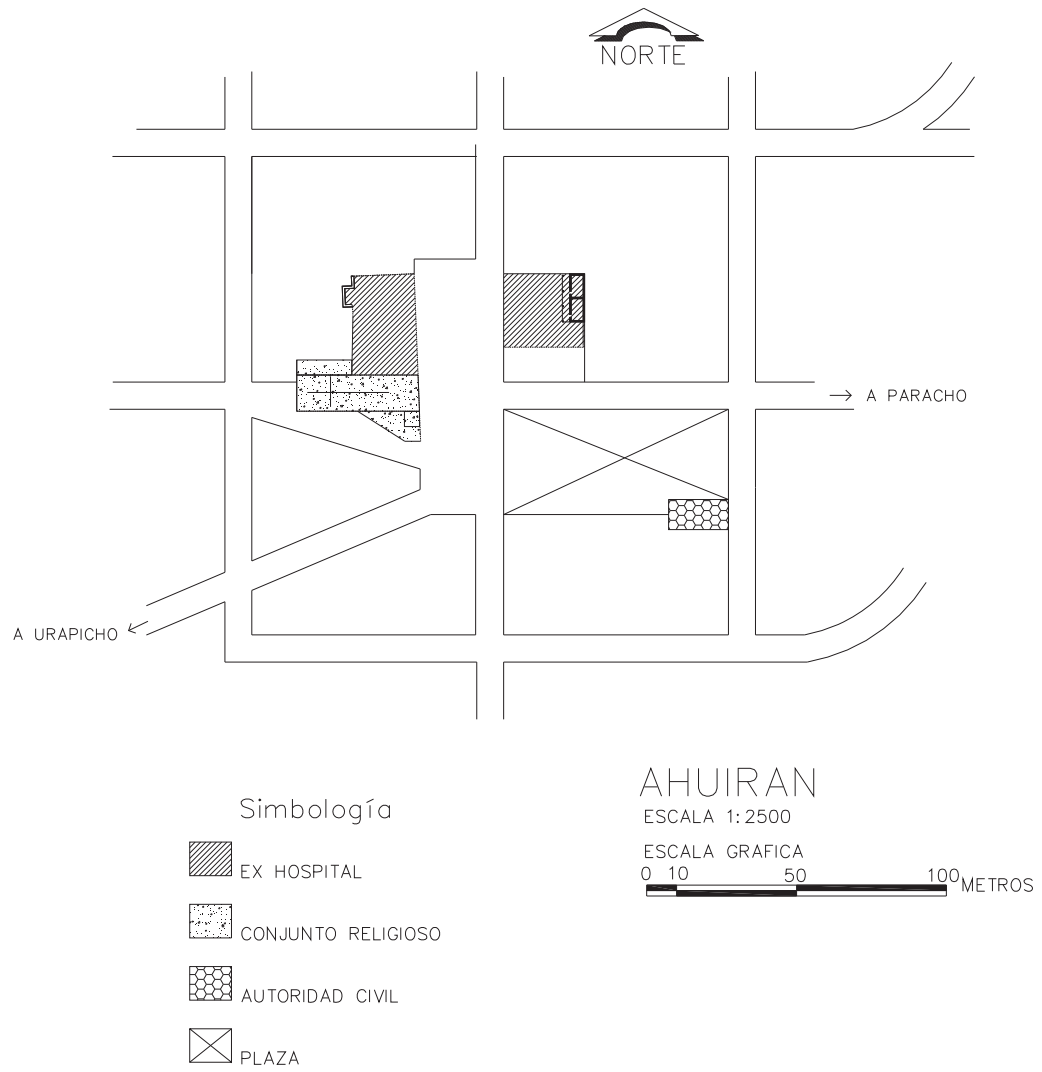 NORTE
A PARACHO
A URAPICHO
Simbología
EX HOSPITAL
CONJUNTO RELIGIOSO
AUTORIDAD CIVIL
PLAZA
AHUIRAN
ESCALA 1:2500
ESCALA GRAFICA
0 10 50 100 METROS